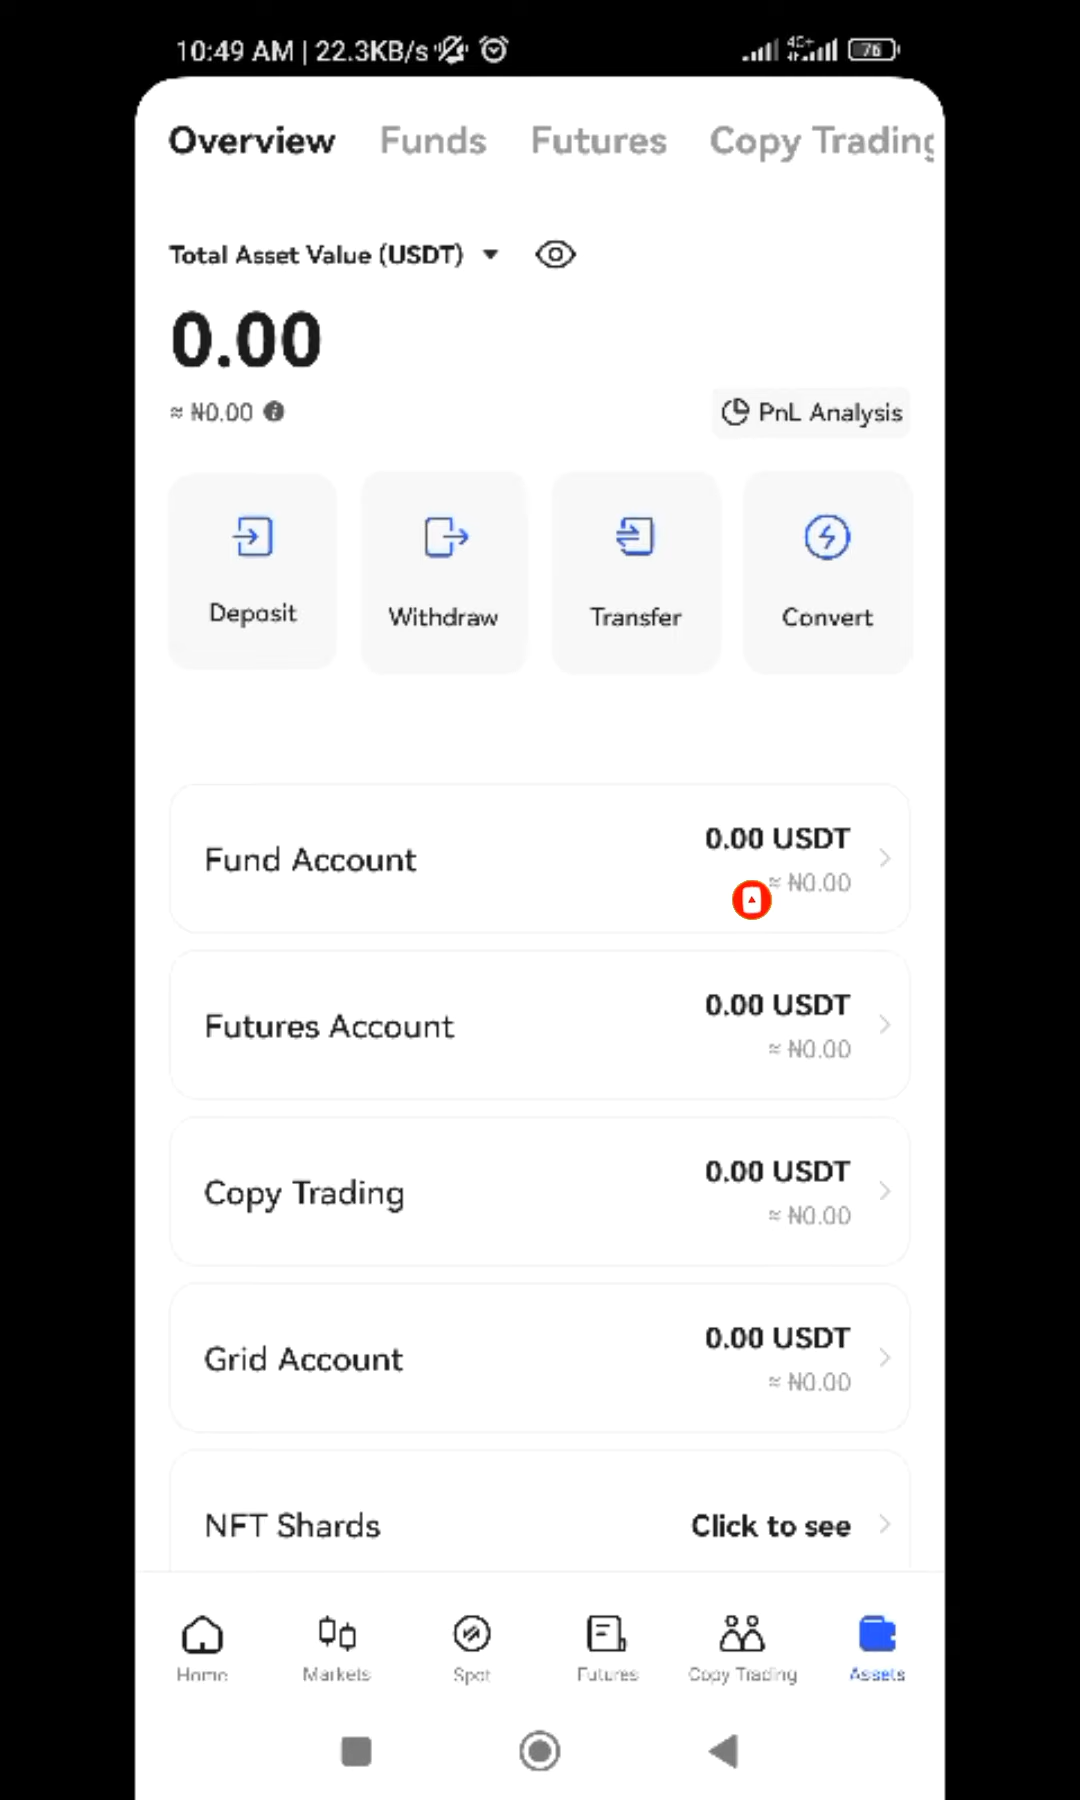 10:49 AM | 22.3KB/s
4G+
76
Overview Funds Futures Copy Trading
Total Asset Value (USDT)
0.00
≈ ₦0.00
PnL Analysis
Deposit Withdraw Transfer Convert
Fund Account
0.00 USDT
≈ ₦0.00
Futures Account
0.00 USDT
≈ ₦0.00
Copy Trading
0.00 USDT
≈ ₦0.00
Grid Account
0.00 USDT
≈ ₦0.00
NFT Shards Click to see
Home Markets Spot Futures Copy Trading Assets